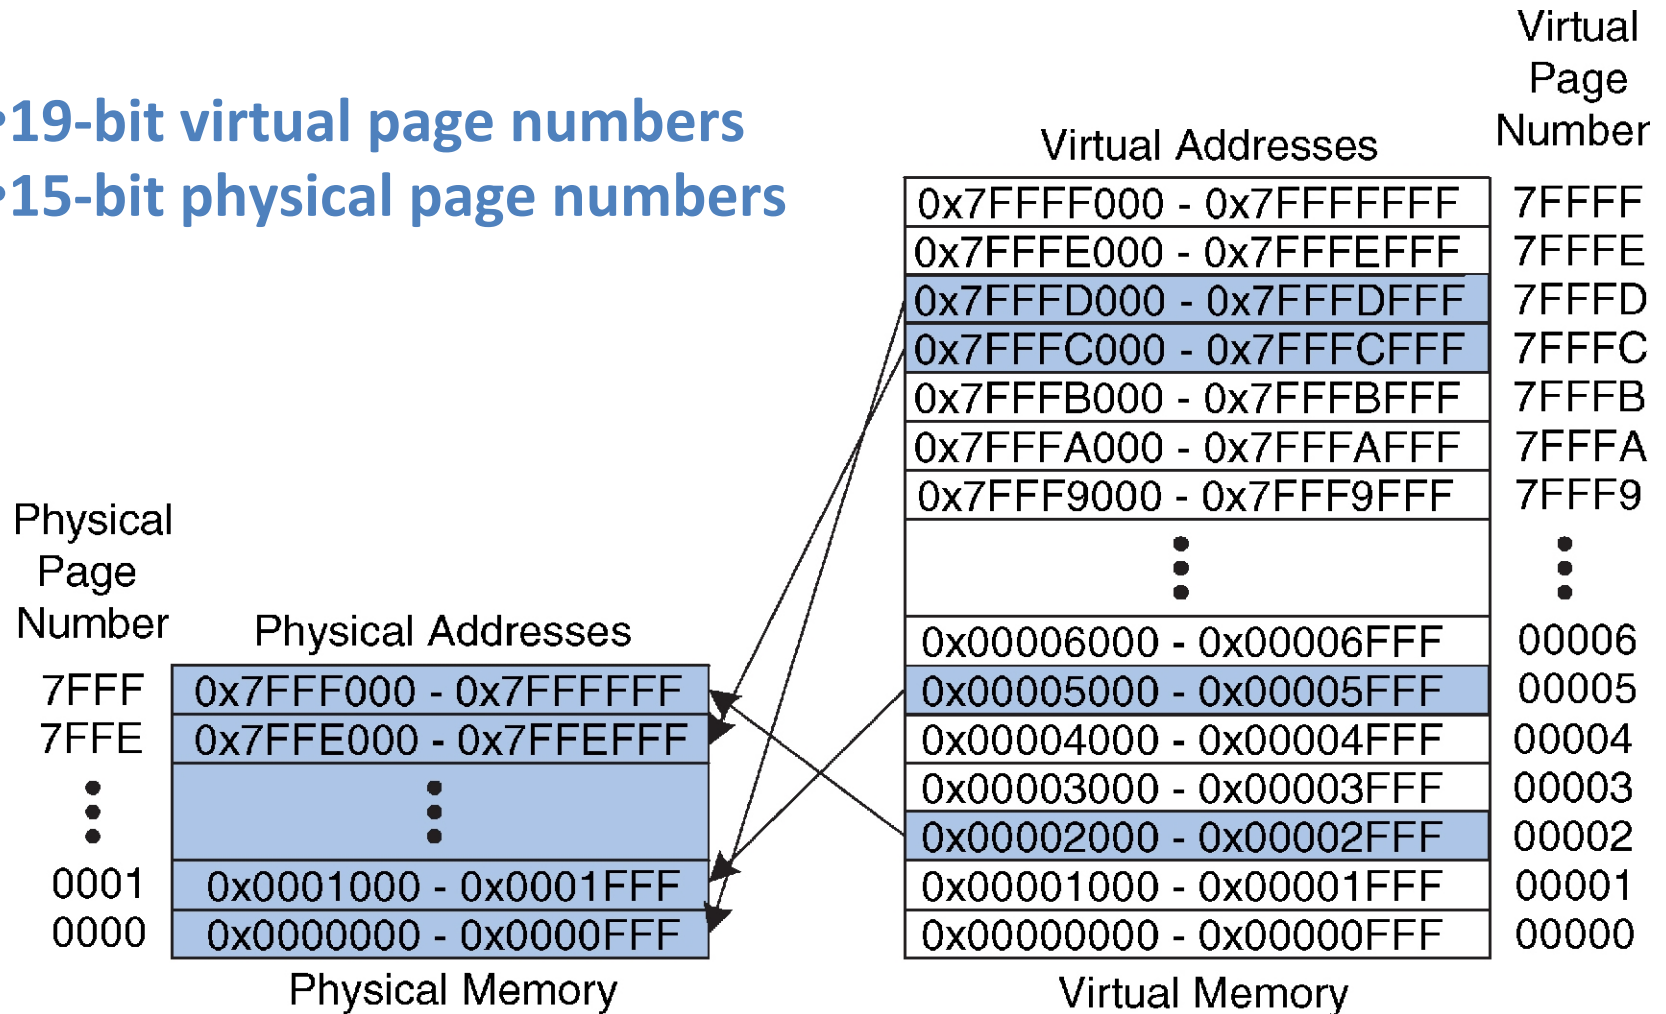 •19-bit virtual page numbers
•15-bit physical page numbers
Virtual
Page
Number
Virtual Addresses
0x7FFFF000 - 0x7FFFFFFF 7FFFF
0x7FFFE000 - 0x7FFFEFFF 7FFFE
0x7FFFD000 - 0x7FFFDFFF 7FFFD
0x7FFFC000 - 0x7FFFCFFF 7FFFC
0x7FFFB000 - 0x7FFFBFFF 7FFFB
0x7FFFA000 - 0x7FFFAFFF 7FFFA
0x7FFF9000 - 0x7FFF9FFF 7FFF9
0x00006000 - 0x00006FFF 00006
0x00005000 - 0x00005FFF 00005
0x00004000 - 0x00004FFF 00004
0x00003000 - 0x00003FFF 00003
0x00002000 - 0x00002FFF 00002
0x00001000 - 0x00001FFF 00001
0x00000000 - 0x00000FFF 00000
Virtual Memory
Physical
Page
Number
Physical Addresses
7FFF 0x7FFF000 - 0x7FFFFFF
7FFE 0x7FFE000 - 0x7FFEFFF
0001 0x0001000 - 0x0001FFF
0000 0x0000000 - 0x0000FFF
Physical Memory